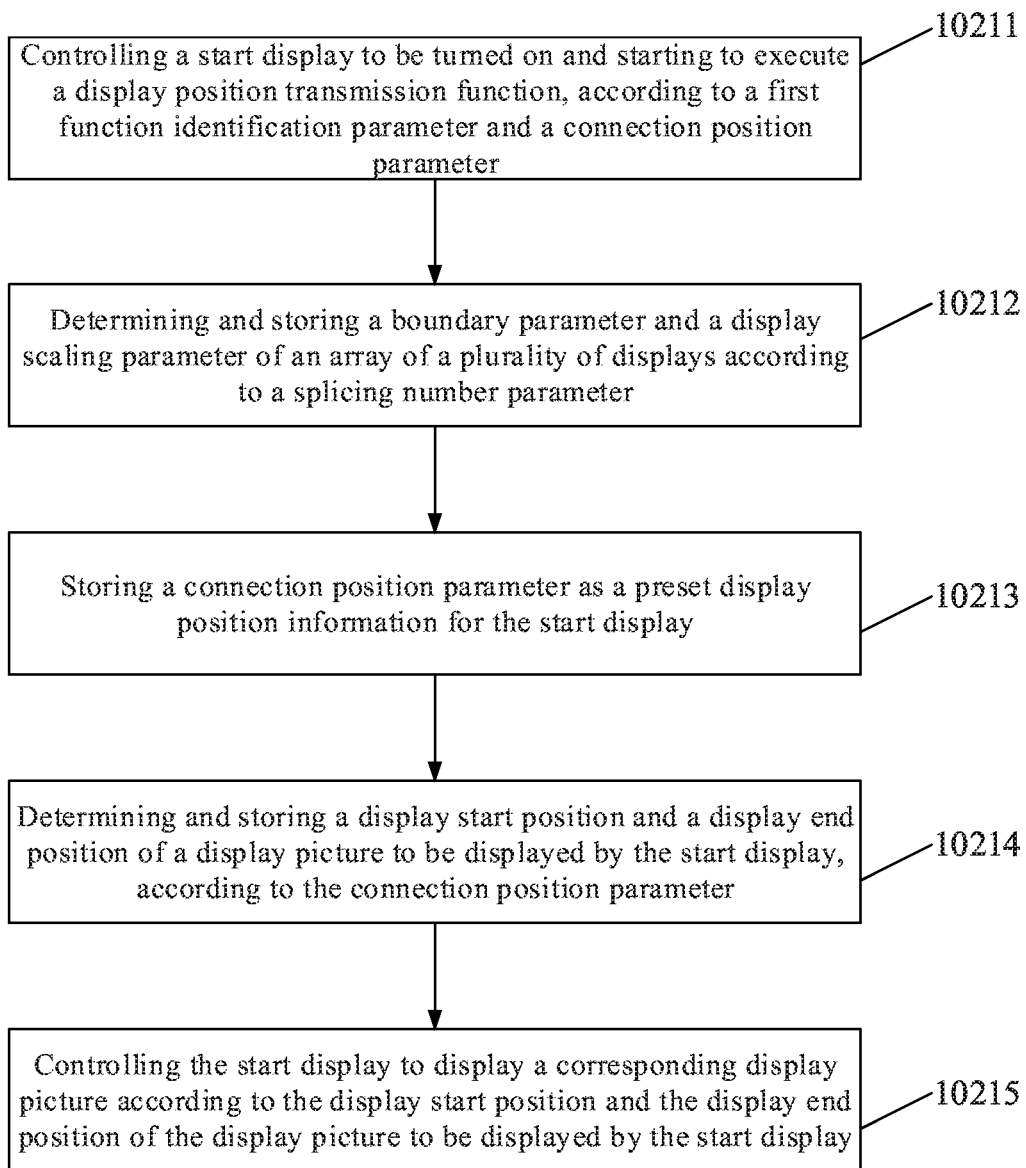 10211
Controlling a start display to be turned on and starting to execute
a display position transmission function, according to a first
function identification parameter and a connection position
parameter
10212
Determining and storing a boundary parameter and a display
scaling parameter of an array of a plurality of displays according
to a splicing number parameter
10213
Storing a connection position parameter as a preset display
position information for the start display
10214
Determining and storing a display start position and a display end
position of a display picture to be displayed by the start display,
according to the connection position parameter
10215
Controlling the start display to display a corresponding display
picture according to the display start position and the display end
position of the display picture to be displayed by the start display